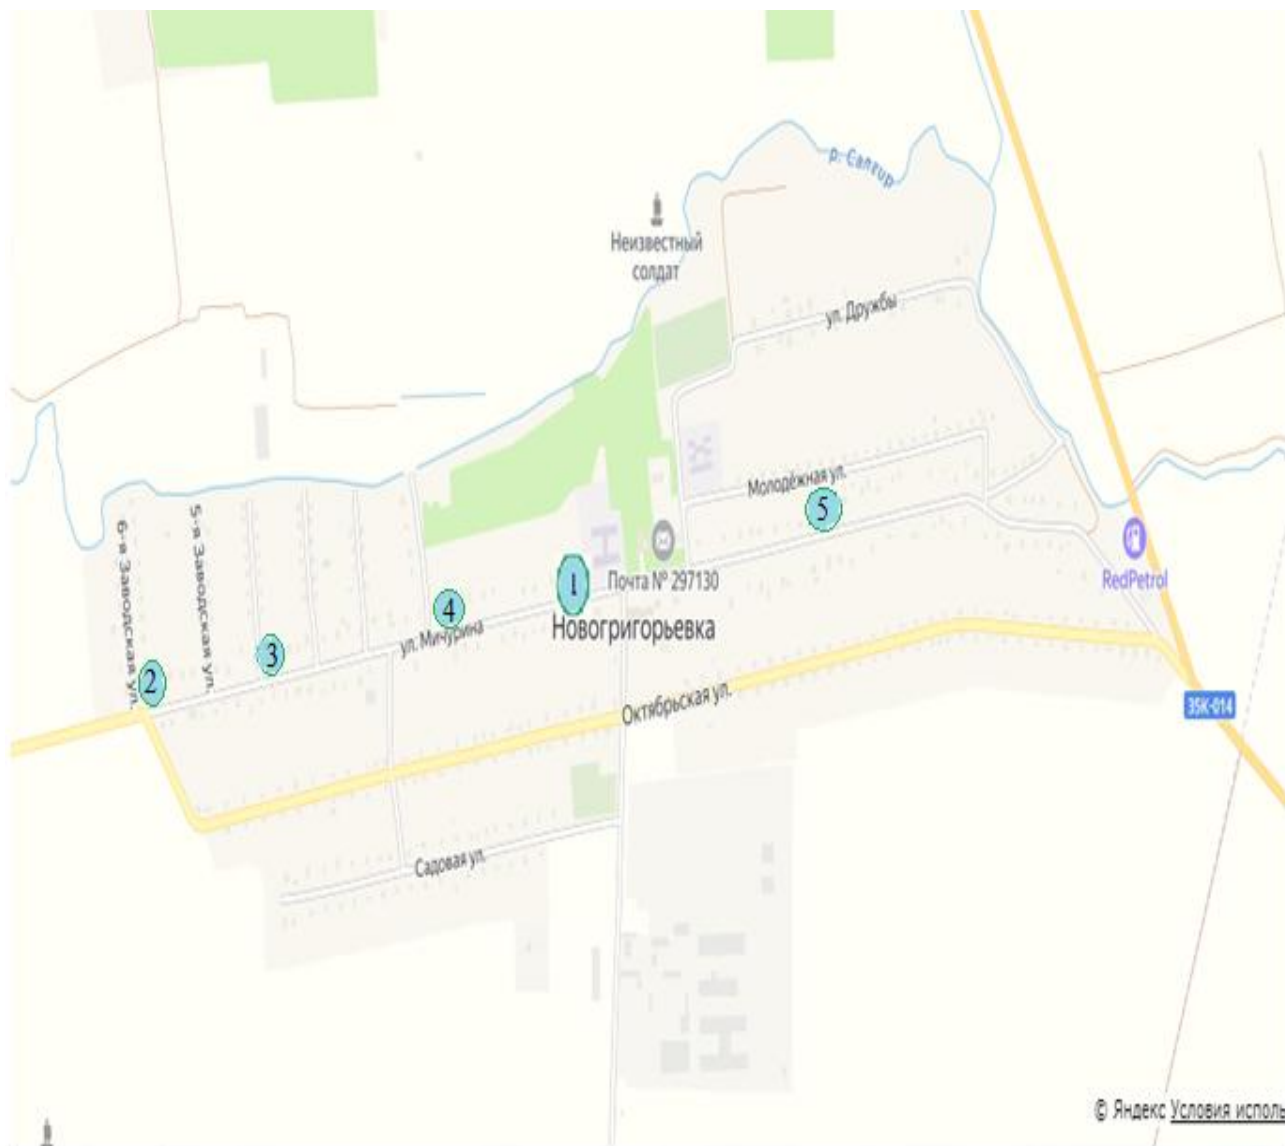 р. Салгир
Неизвестный
солдат
ул. Дружбы
Молодёжная ул.
5
6-я Заводская ул.
5-я Заводская ул.
Почта № 297130
RedPetrol
1
4
ул. Мичурина
Новогригорьевка
3
2
Октябрьская ул.
35К-014
Садовая ул.
© Яндекс Условия исполь